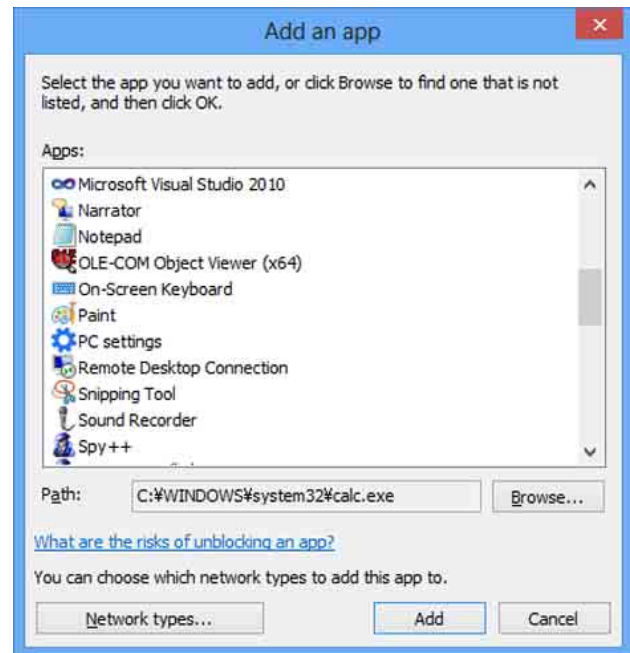 Add an app
Select the app you want to add, or click Browse to find one that is not
listed, and then click OK.
Apps:
Microsoft Visual Studio 2010
Narrator
Notepad
OLE-COM Object Viewer (x64)
On-Screen Keyboard
Paint
PC settings
Remote Desktop Connection
Snipping Tool
Sound Recorder
Spy++
Path: C:¥WINDOWS¥system32¥calc.exe Browse...
What are the risks of unblocking an app?
You can choose which network types to add this app to.
Network types... Add Cancel